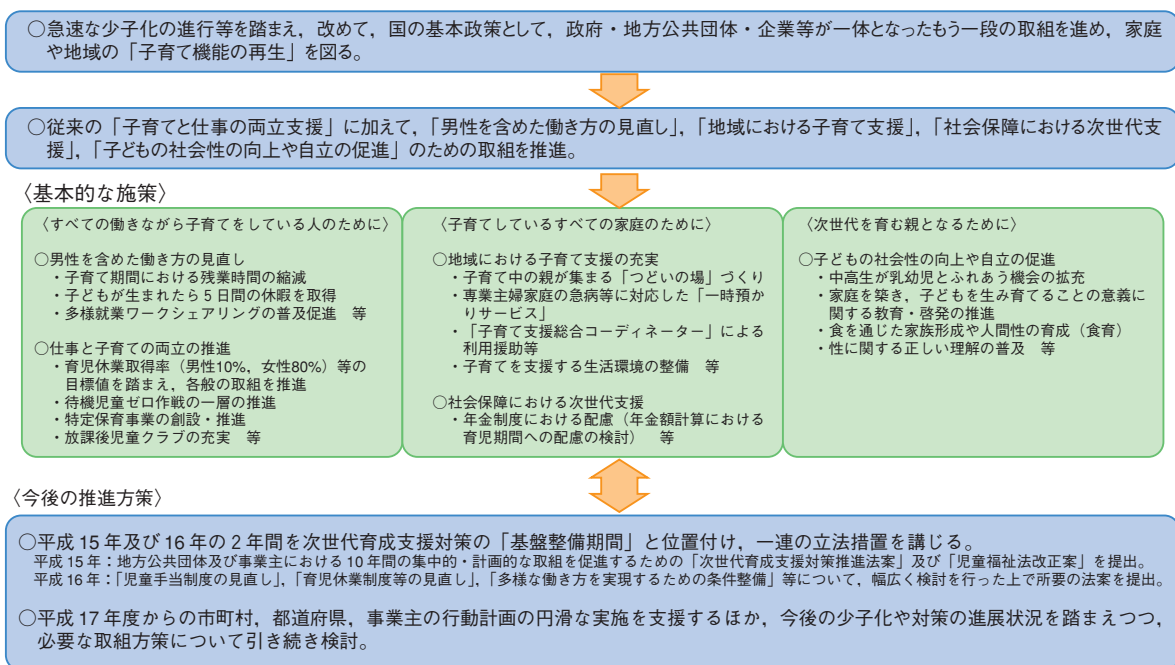 ○急速な少子化の進行等を踏まえ，改めて，国の基本政策として，政府・地方公共団体・企業等が一体となったもう一段の取組を進め，家庭
や地域の「子育て機能の再生」を図る。
○従来の「子育てと仕事の両立支援」に加えて，「男性を含めた働き方の見直し」，「地域における子育て支援」，「社会保障における次世代支
援」，「子どもの社会性の向上や自立の促進」のための取組を推進。
〈基本的な施策〉
〈すべての働きながら子育てをしている人のために〉
○男性を含めた働き方の見直し
・子育て期間における残業時間の縮減
・子どもが生まれたら５日間の休暇を取得
・多様就業ワークシェアリングの普及促進　等
○仕事と子育ての両立の推進
・育児休業取得率（男性10%，女性80%）等の
目標値を踏まえ，各般の取組を推進
・待機児童ゼロ作戦の一層の推進
・特定保育事業の創設・推進
・放課後児童クラブの充実　等
〈子育てしているすべての家庭のために〉
○地域における子育て支援の充実
・子育て中の親が集まる「つどいの場」づくり
・専業主婦家庭の急病等に対応した「一時預か
りサービス」
・「子育て支援総合コーディネーター」による
利用援助等
・子育てを支援する生活環境の整備　等
○社会保障における次世代支援
・年金制度における配慮（年金額計算における
育児期間への配慮の検討）　等
〈次世代を育む親となるために〉
○子どもの社会性の向上や自立の促進
・中高生が乳幼児とふれあう機会の拡充
・家庭を築き，子どもを生み育てることの意義に
関する教育・啓発の推進
・食を通じた家族形成や人間性の育成（食育）
・性に関する正しい理解の普及　等
〈今後の推進方策〉
○平成 15 年及び 16 年の２年間を次世代育成支援対策の「基盤整備期間」と位置付け，一連の立法措置を講じる。
平成 15 年：地方公共団体及び事業主における 10 年間の集中的・計画的な取組を促進するための「次世代育成支援対策推進法案」及び「児童福祉法改正案」を提出。
平成 16 年：「児童手当制度の見直し」，「育児休業制度等の見直し」，「多様な働き方を実現するための条件整備」等について，幅広く検討を行った上で所要の法案を提出。
○平成 17 年度からの市町村，都道府県，事業主の行動計画の円滑な実施を支援するほか，今後の少子化や対策の進展状況を踏まえつつ，
必要な取組方策について引き続き検討。